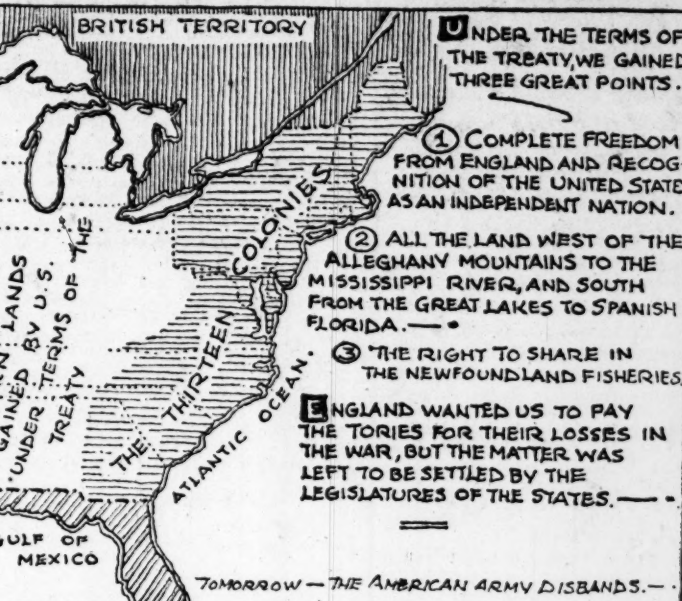 BRITISH TERRITORY
UNDER THE TERMS OF
THE TREATY, WE GAINED
THREE GREAT POINTS.
① COMPLETE FREEDOM
FROM ENGLAND AND RECOG-
NITION OF THE UNITED STATE
AS AN INDEPENDENT NATION.
② ALL THE LAND WEST OF THE
ALLEGHANY MOUNTAINS TO THE
MISSISSIPPI RIVER, AND SOUTH
FROM THE GREAT LAKES TO SPANISH
FLORIDA.—•
③ THE RIGHT TO SHARE IN
THE NEWFOUNDLAND FISHERIES
ENGLAND WANTED US TO PAY
THE TORIES FOR THEIR LOSSES IN
THE WAR, BUT THE MATTER WAS
LEFT TO BE SETTLED BY THE
LEGISLATURES OF THE STATES.—•
THE THIRTEEN COLONIES
ATLANTIC OCEAN.
LANDS
GAINED BY U.S.
UNDER TERMS OF THE
TREATY
GULF OF
MEXICO
TOMORROW — THE AMERICAN ARMY DISBANDS.—•